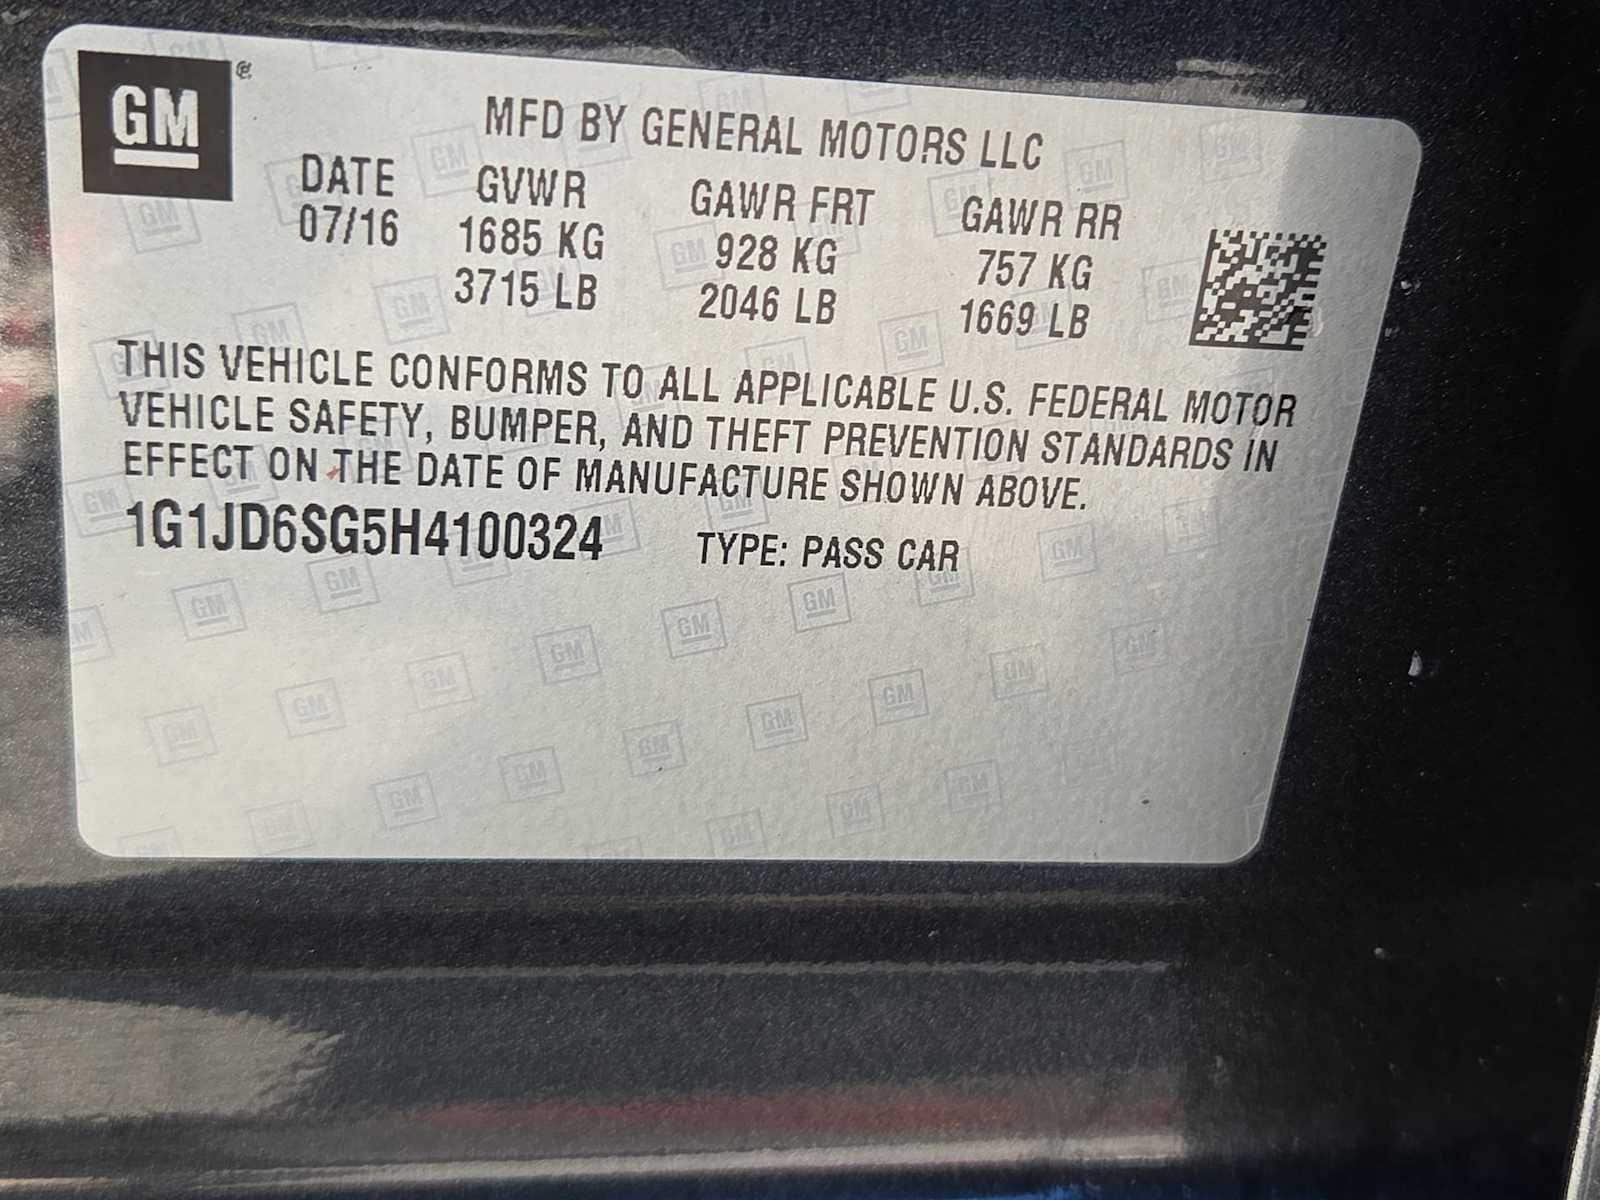 GM
MFD BY GENERAL MOTORS LLC
DATE GVWR GAWR FRT GAWR RR
07/16 1685 KG 928 KG 757 KG
3715 LB 2046 LB 1669 LB
THIS VEHICLE CONFORMS TO ALL APPLICABLE U.S. FEDERAL MOTOR
VEHICLE SAFETY, BUMPER, AND THEFT PREVENTION STANDARDS IN
EFFECT ON THE DATE OF MANUFACTURE SHOWN ABOVE.
1G1JD6SG5H4100324 TYPE: PASS CAR